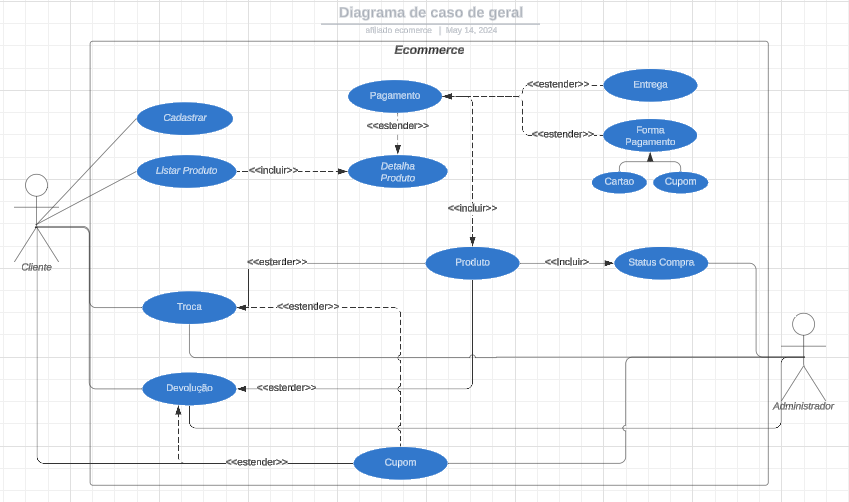 Diagrama de caso de geral
afiliado ecomerce | May 14, 2024
Ecommerce
Pagamento
<<estender>>
Entrega
Cadastrar
<<estender>>
<<estender>>
Forma
Pagamento
Listar Produto
<<incluir>>
Detalha
Produto
Cartao
Cupom
<<incluir>>
Cliente
<<esterder>>
Produto
<<Incluir>
Status Compra
Troca
<<estender>>
Devolução
<<esterder>>
Administrador
<<estender>>
Cupom